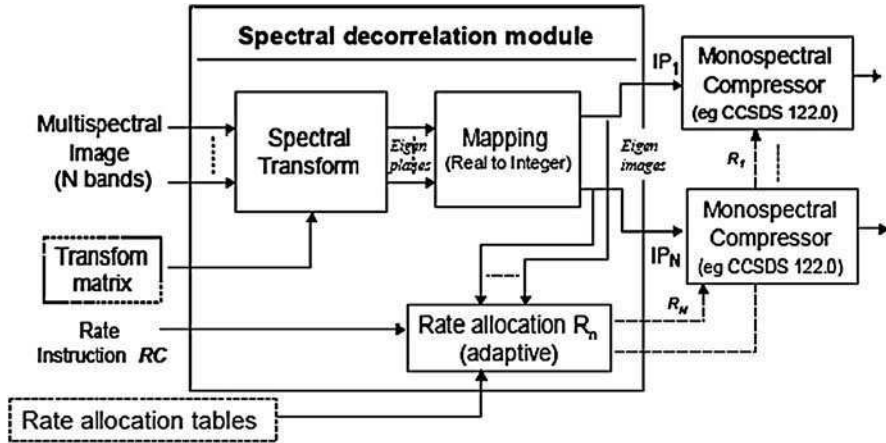 Spectral decorrelation module
IP1
Monospectral
Compressor
(eg CCSDS 122.0)
Multispectral
Image
(N bands)
Spectral
Transform
Eigen
planes
Mapping
(Real to Integer)
Eigen
images
R1
IPN
Monospectral
Compressor
(eg CCSDS 122.0)
Transfom
matrix
RN
Rate
Instruction RC
Rate allocation Rn
(adaptive)
Rate allocation tables